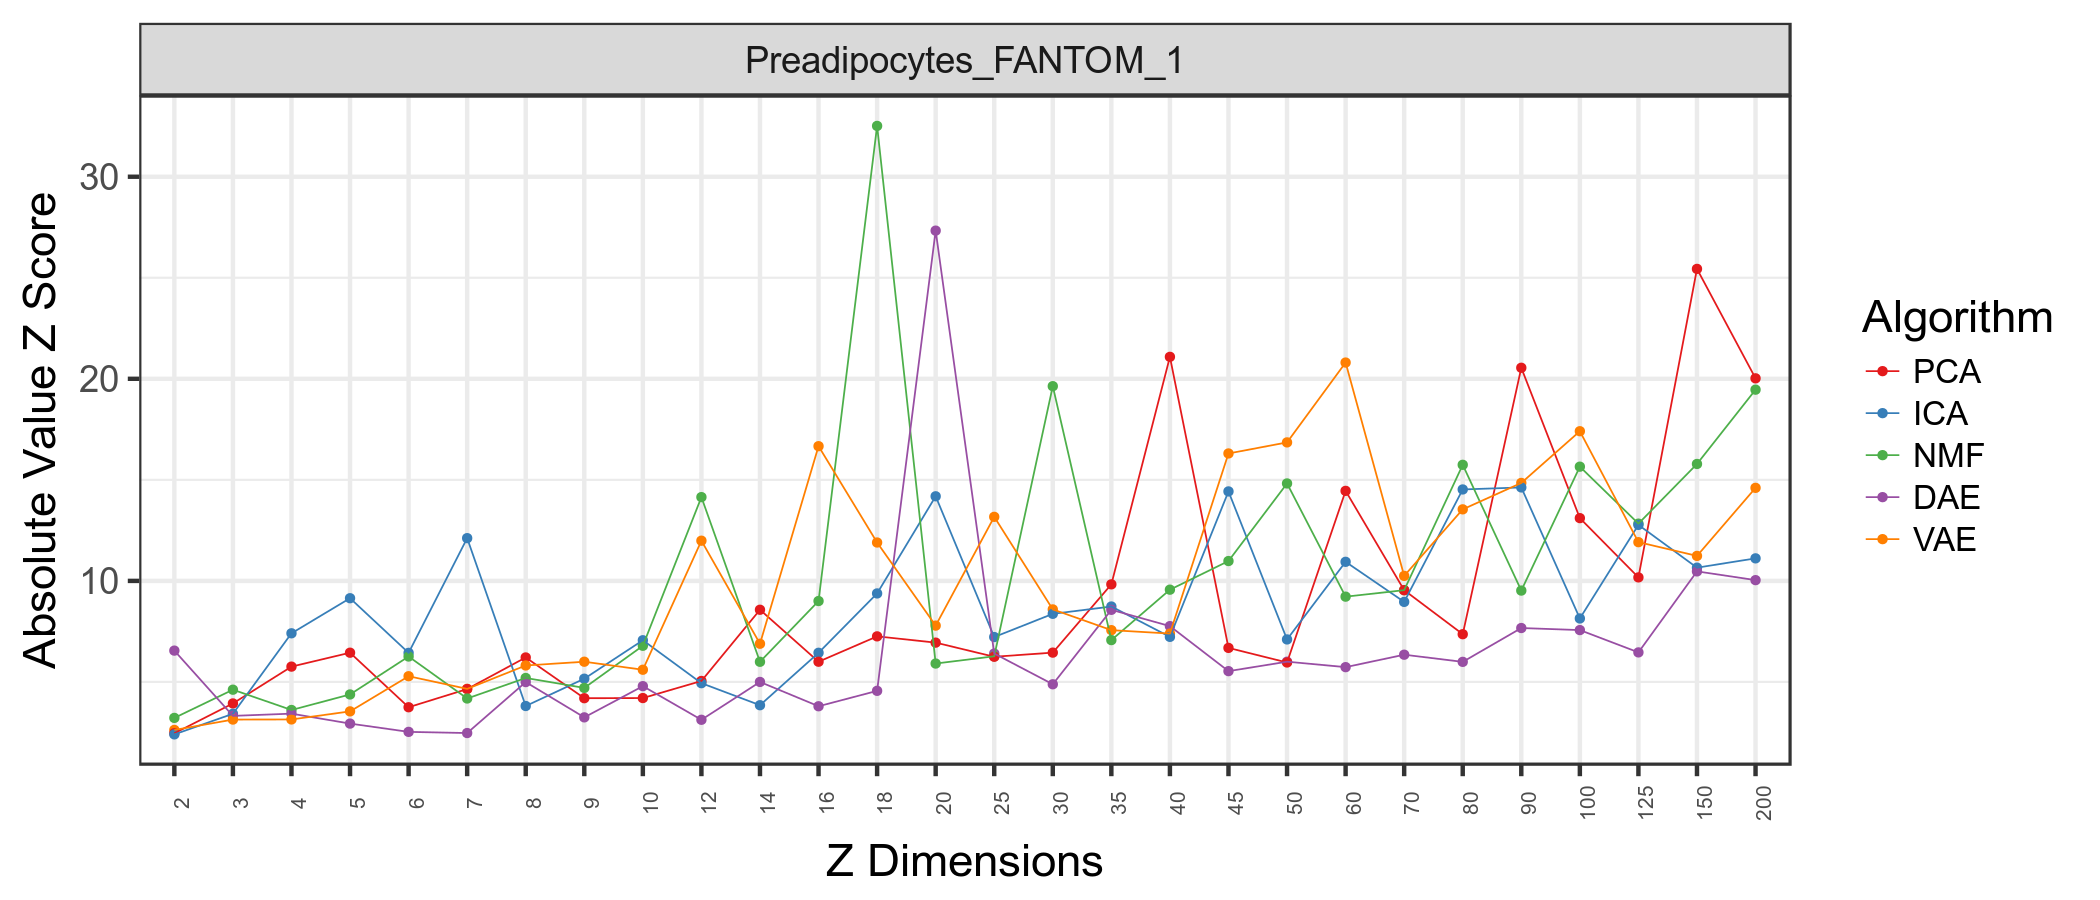 Preadipocytes_FANTOM_1
Absolute Value Z Score
30
20
10
2 3 4 5 6 7 8 9 10 12 14 16 18 20 25 30 35 40 45 50 60 70 80 90 100 125 150 200
Z Dimensions
Algorithm
PCA
ICA
NMF
DAE
VAE